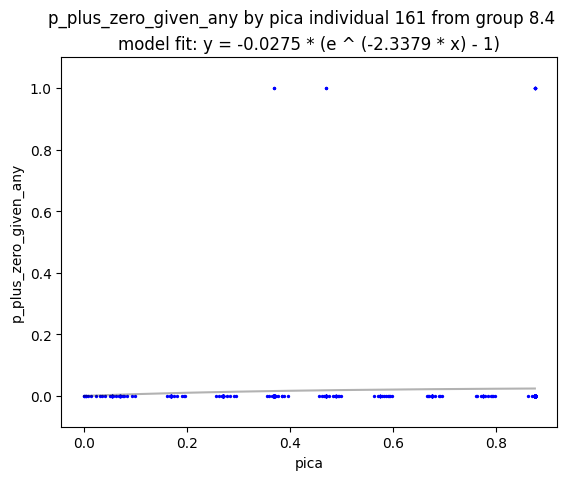 p_plus_zero_given_any by pica individual 161 from group 8.4
model fit: y = -0.0275 * (e ^ (-2.3379 * x) - 1)
1.0
0.8
0.6
0.4
0.2
0.0
p_plus_zero_given_any
0.0 0.2 0.4 0.6 0.8
pica